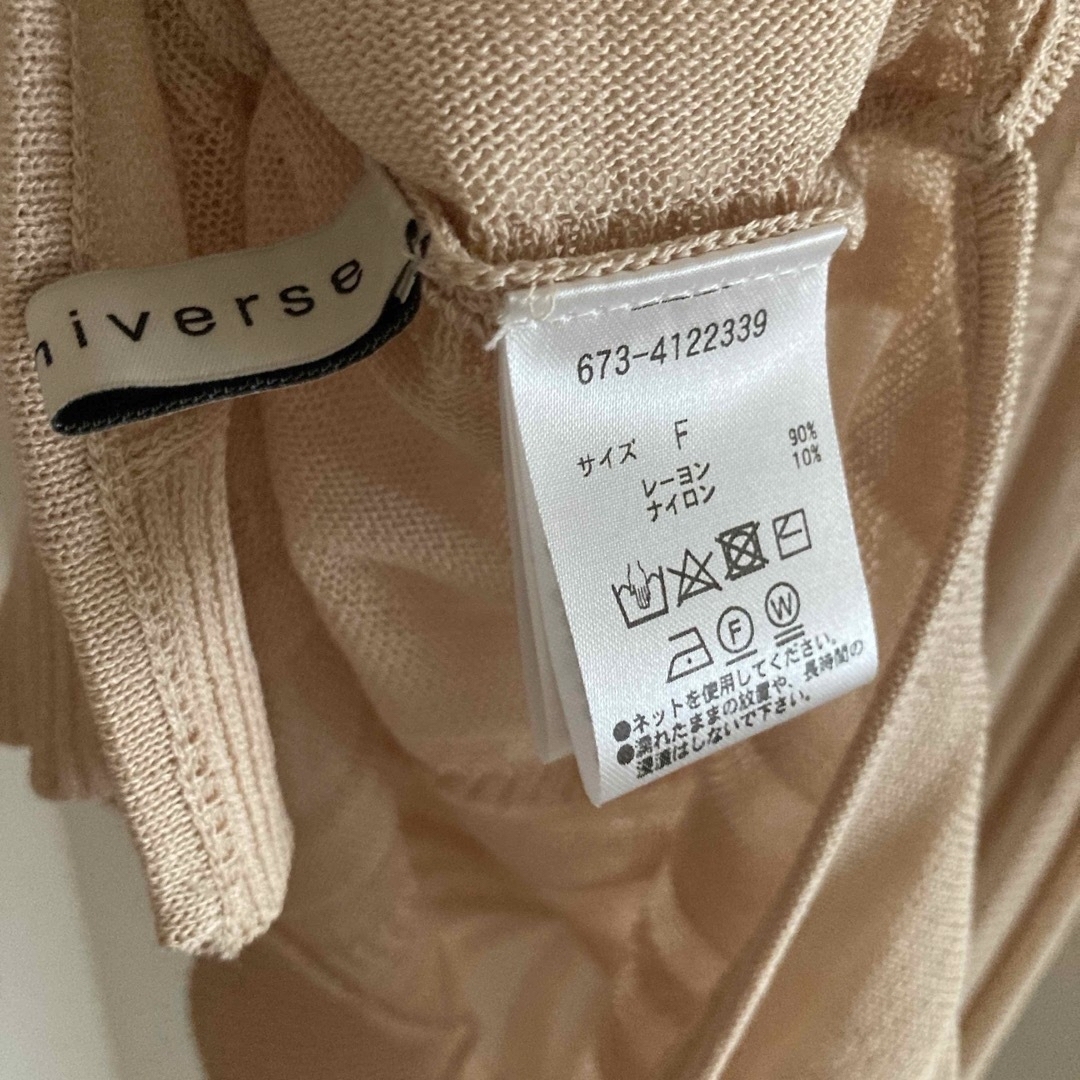 niverse
673-4122339
サイズ F
レーヨン 90%
ナイロン 10%
F W
●ネットを使用してください。
●濡れたままの放置や、長時間の
浸漬はしないで下さい。